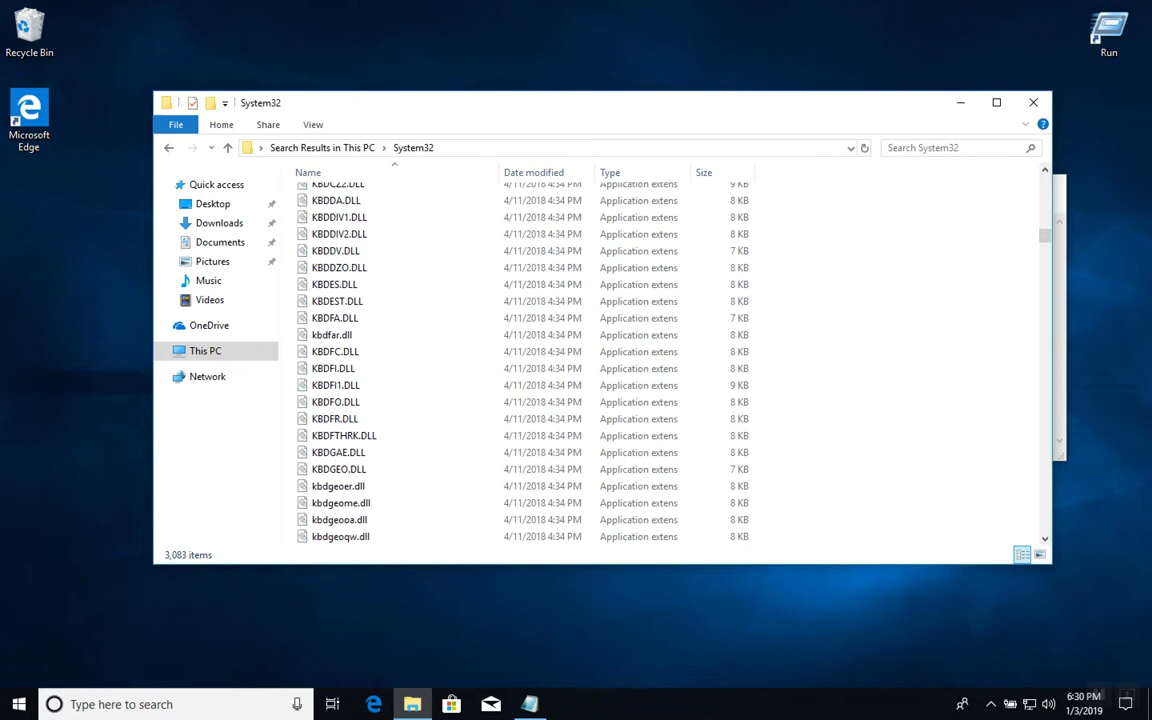 Recycle Bin
Run
Microsoft
Edge
System32
File Home Share View
Search Results in This PC System32
Search System32
Quick access
Desktop
Downloads
Documents
Pictures
Music
Videos
OneDrive
This PC
Network
Name Date modified Type Size
KBDCZ2.DLL 4/11/2018 4:34 PM Application extens 9 KB
KBDDA.DLL 4/11/2018 4:34 PM Application extens 8 KB
KBDDIV1.DLL 4/11/2018 4:34 PM Application extens 8 KB
KBDDIV2.DLL 4/11/2018 4:34 PM Application extens 8 KB
KBDDV.DLL 4/11/2018 4:34 PM Application extens 7 KB
KBDDZO.DLL 4/11/2018 4:34 PM Application extens 8 KB
KBDES.DLL 4/11/2018 4:34 PM Application extens 8 KB
KBDEST.DLL 4/11/2018 4:34 PM Application extens 8 KB
KBDFA.DLL 4/11/2018 4:34 PM Application extens 7 KB
kbdfar.dll 4/11/2018 4:34 PM Application extens 8 KB
KBDFC.DLL 4/11/2018 4:34 PM Application extens 8 KB
KBDFI.DLL 4/11/2018 4:34 PM Application extens 8 KB
KBDFI1.DLL 4/11/2018 4:34 PM Application extens 9 KB
KBDFO.DLL 4/11/2018 4:34 PM Application extens 8 KB
KBDFR.DLL 4/11/2018 4:34 PM Application extens 8 KB
KBDFTHRK.DLL 4/11/2018 4:34 PM Application extens 8 KB
KBDGAE.DLL 4/11/2018 4:34 PM Application extens 8 KB
KBDGEO.DLL 4/11/2018 4:34 PM Application extens 7 KB
kbdgeoer.dll 4/11/2018 4:34 PM Application extens 8 KB
kbdgeome.dll 4/11/2018 4:34 PM Application extens 8 KB
kbdgeooa.dll 4/11/2018 4:34 PM Application extens 8 KB
kbdgeoqw.dll 4/11/2018 4:34 PM Application extens 8 KB
3,083 items
Type here to search
6:30 PM
1/3/2019